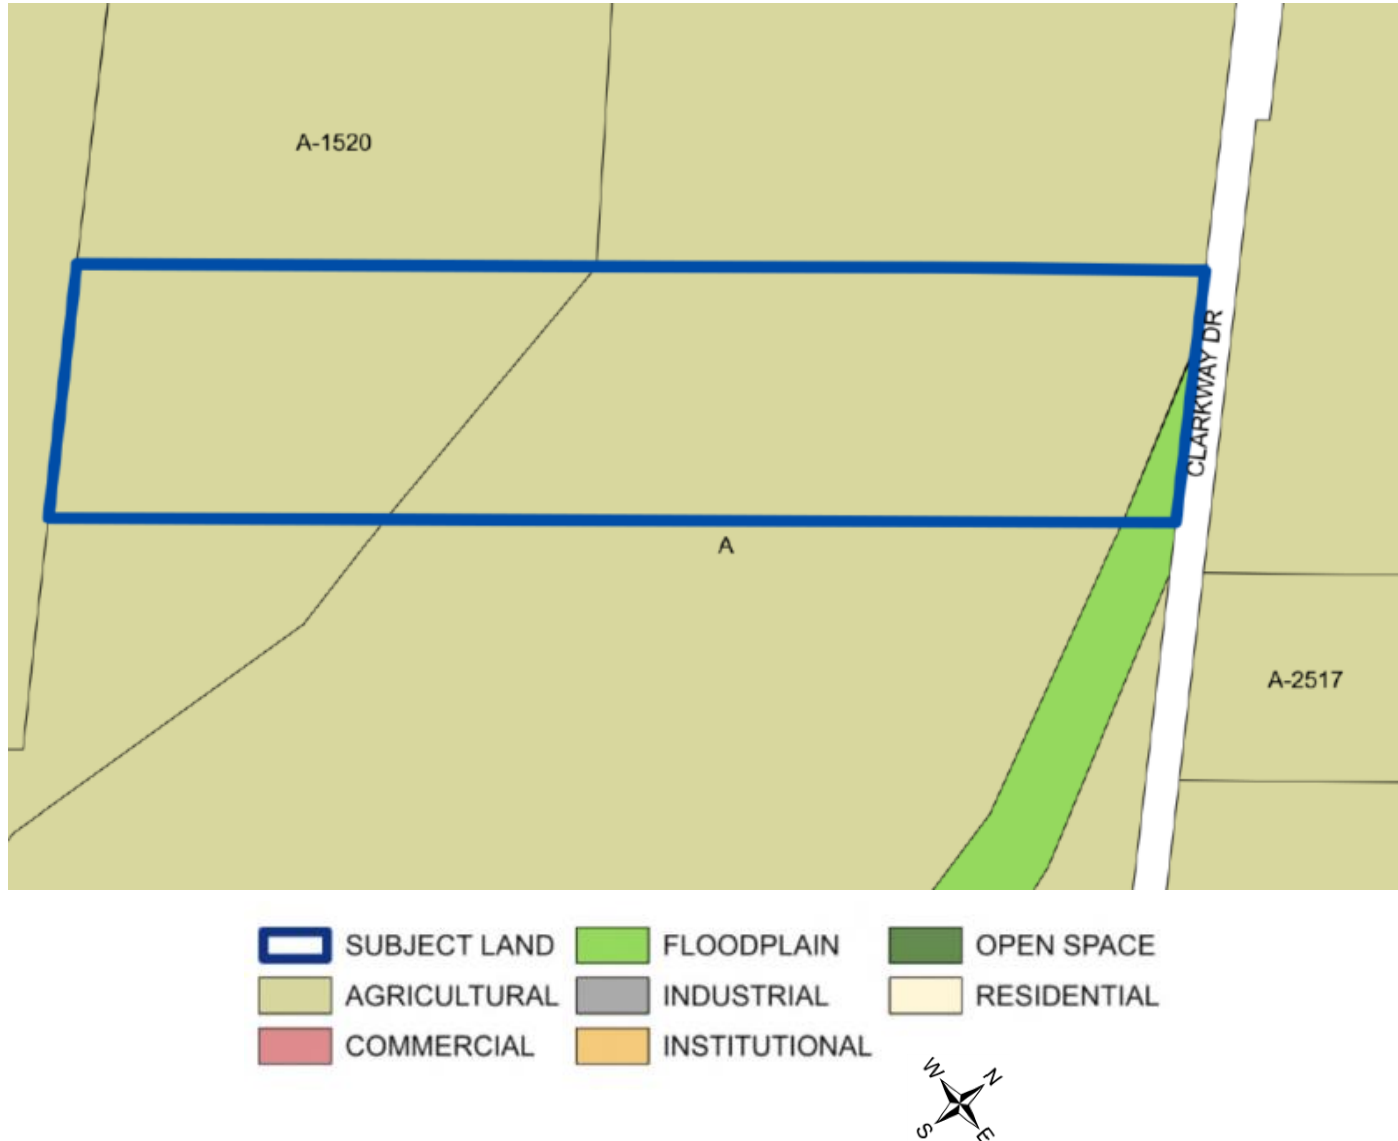 A-1520
CLARKWAY DR
A
A-2517
SUBJECT LAND FLOODPLAIN OPEN SPACE
AGRICULTURAL INDUSTRIAL RESIDENTIAL
COMMERCIAL INSTITUTIONAL
W N
S E